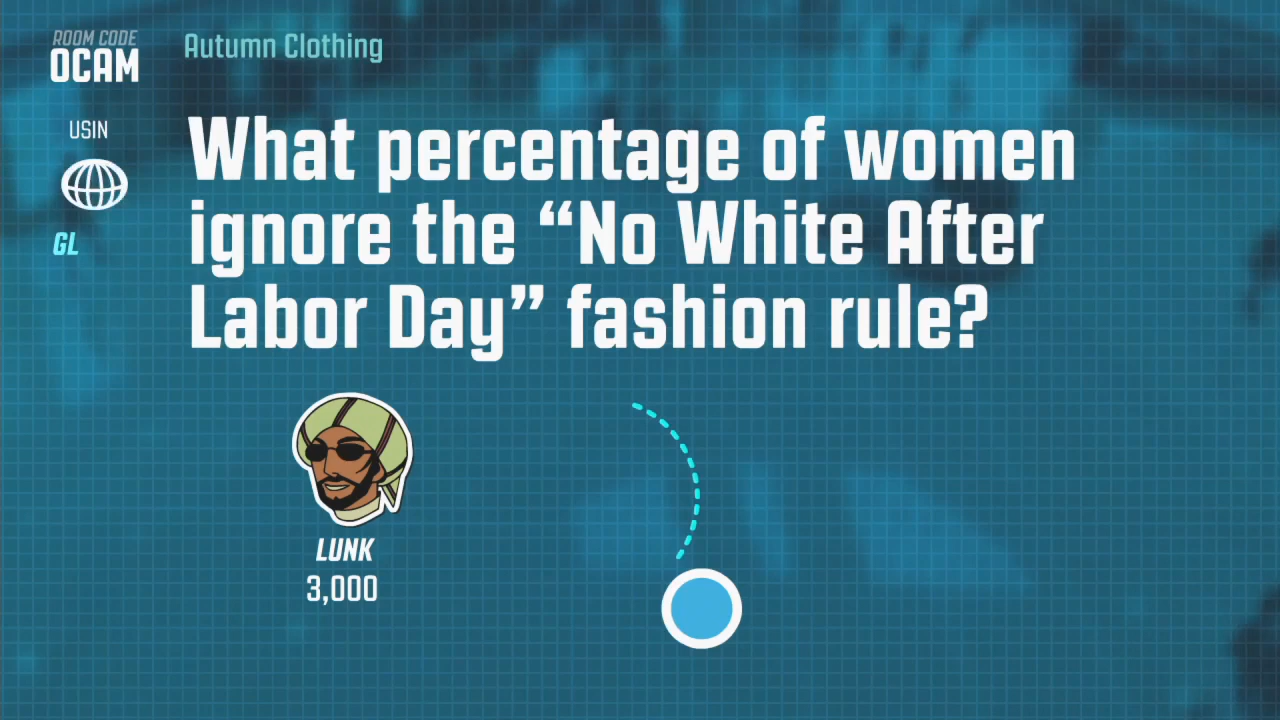 ROOM CODE
OCAM
Autumn Clothing
USIN
GL
What percentage of women
ignore the “No White After
Labor Day” fashion rule?
LUNK
3,000